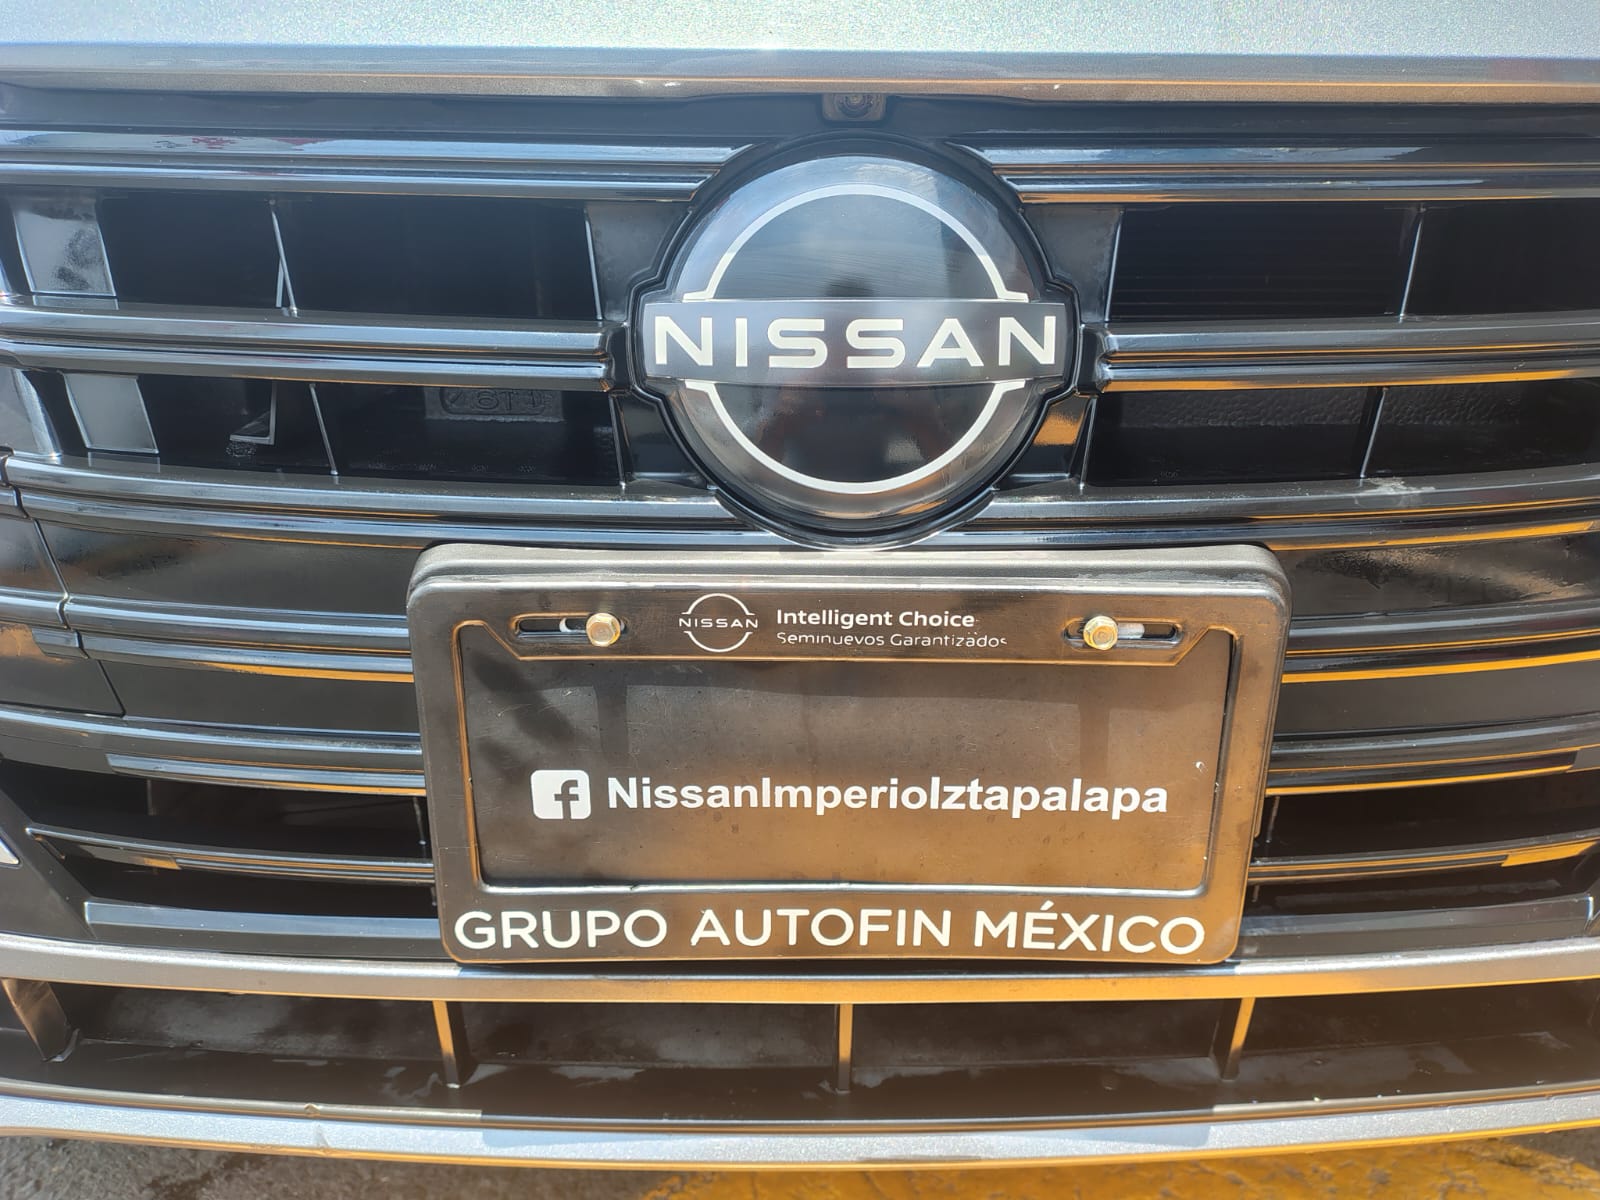 NISSAN
NISSAN
Intelligent Choice
Seminuevos Garantizados
NissanImperioIztapalapa
GRUPO AUTOFIN MÉXICO